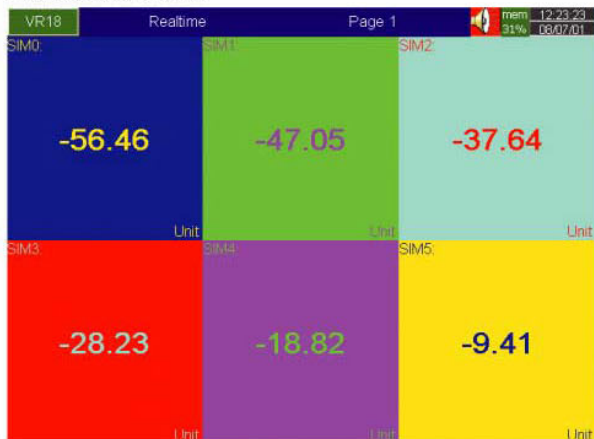 VR18 Realtime Page 1 mem 12:23:23
31% 08/07/01
SIM0: SIM1: SIM2:
-56.46 -47.05 -37.64
Unit Unit Unit
SIM3: SIM4 SIM5:
-28.23 -18.82 -9.41
Unit Unit Unit